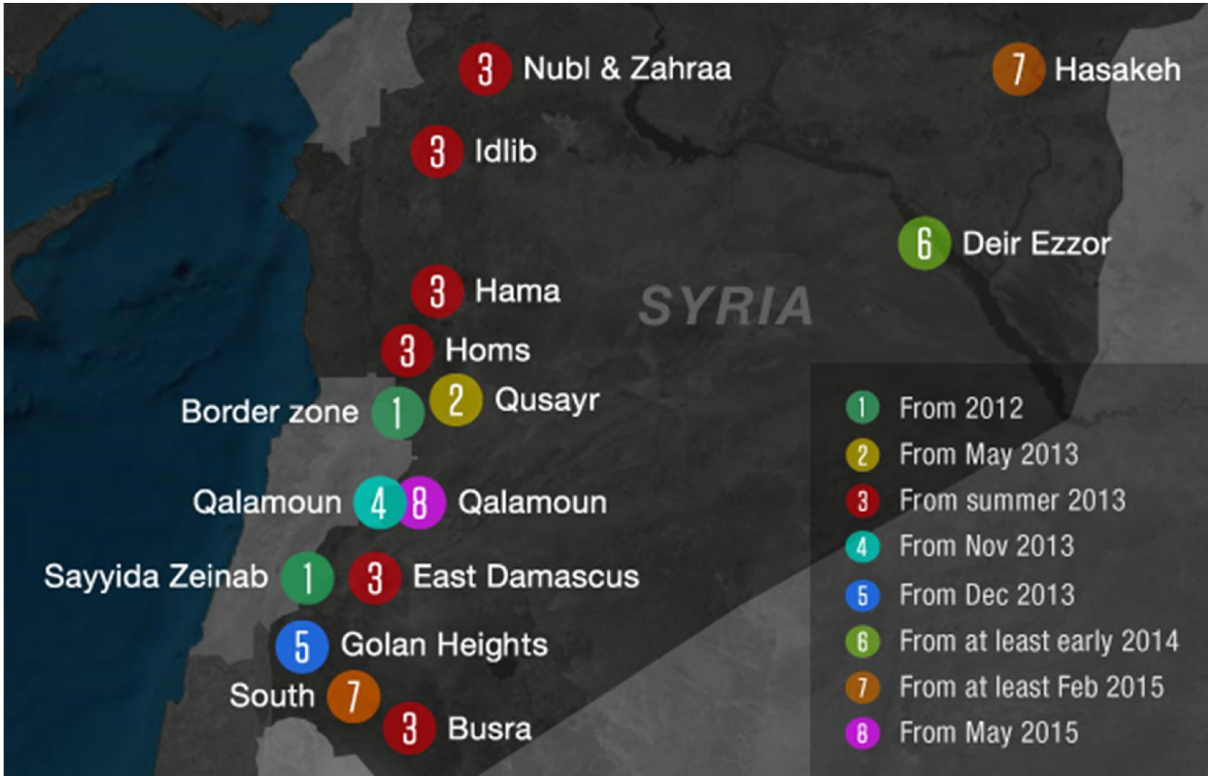 3 Nubl & Zahraa
7 Hasakeh
3 Idlib
6 Deir Ezzor
3 Hama
SYRIA
3 Homs
Border zone 1
2 Qusayr
Qalamoun 4
8 Qalamoun
Sayyida Zeinab 1
3 East Damascus
5 Golan Heights
South 7
3 Busra
1 From 2012
2 From May 2013
3 From summer 2013
4 From Nov 2013
5 From Dec 2013
6 From at least early 2014
7 From at least Feb 2015
8 From May 2015